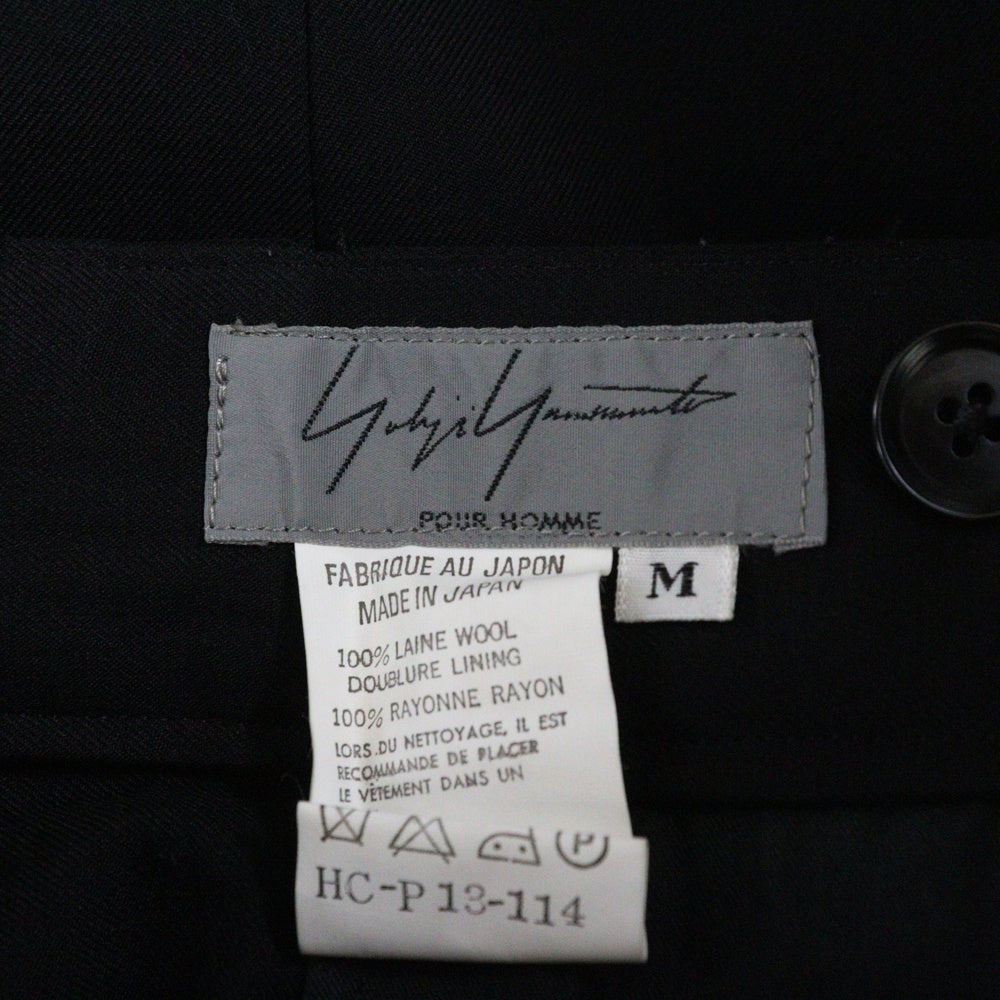 Yohji Yamamoto
POUR HOMME
M
FABRIQUE AU JAPON
MADE IN JAPAN
100% LAINE WOOL
DOUBLURE LINING
100% RAYONNE RAYON
LORS DU NETTOYAGE, IL EST
RECOMMANDE DE PLACER
LE VÊTEMENT DANS UN
P
HC-P13-114